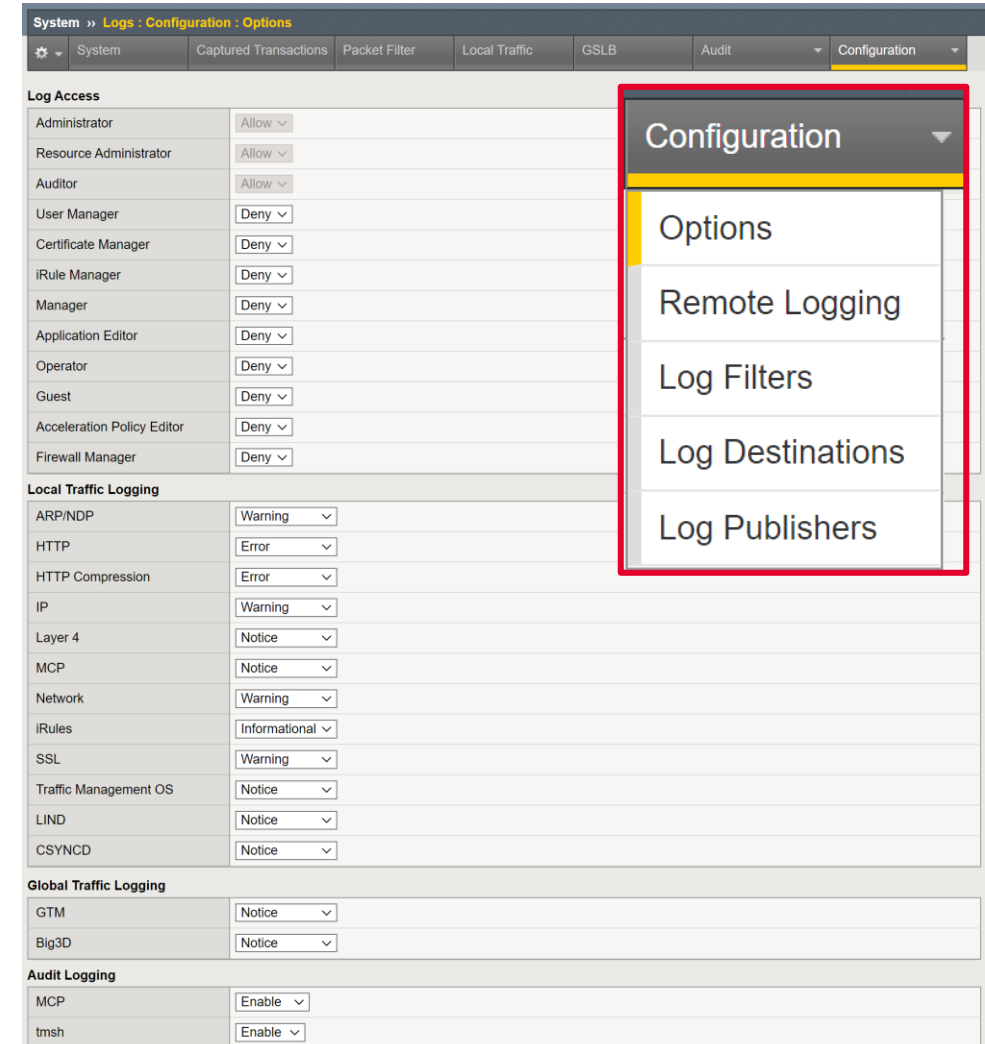 System ›› Logs : Configuration : Options
System Captured Transactions Packet Filter Local Traffic GSLB Audit Configuration
Log Access
Administrator Allow
Resource Administrator Allow
Auditor Allow
User Manager Deny
Certificate Manager Deny
iRule Manager Deny
Manager Deny
Application Editor Deny
Operator Deny
Guest Deny
Acceleration Policy Editor Deny
Firewall Manager Deny
Configuration
Options
Remote Logging
Log Filters
Log Destinations
Log Publishers
Local Traffic Logging
ARP/NDP Warning
HTTP Error
HTTP Compression Error
IP Warning
Layer 4 Notice
MCP Notice
Network Warning
iRules Informational
SSL Warning
Traffic Management OS Notice
LIND Notice
CSYNCD Notice
Global Traffic Logging
GTM Notice
Big3D Notice
Audit Logging
MCP Enable
tmsh Enable